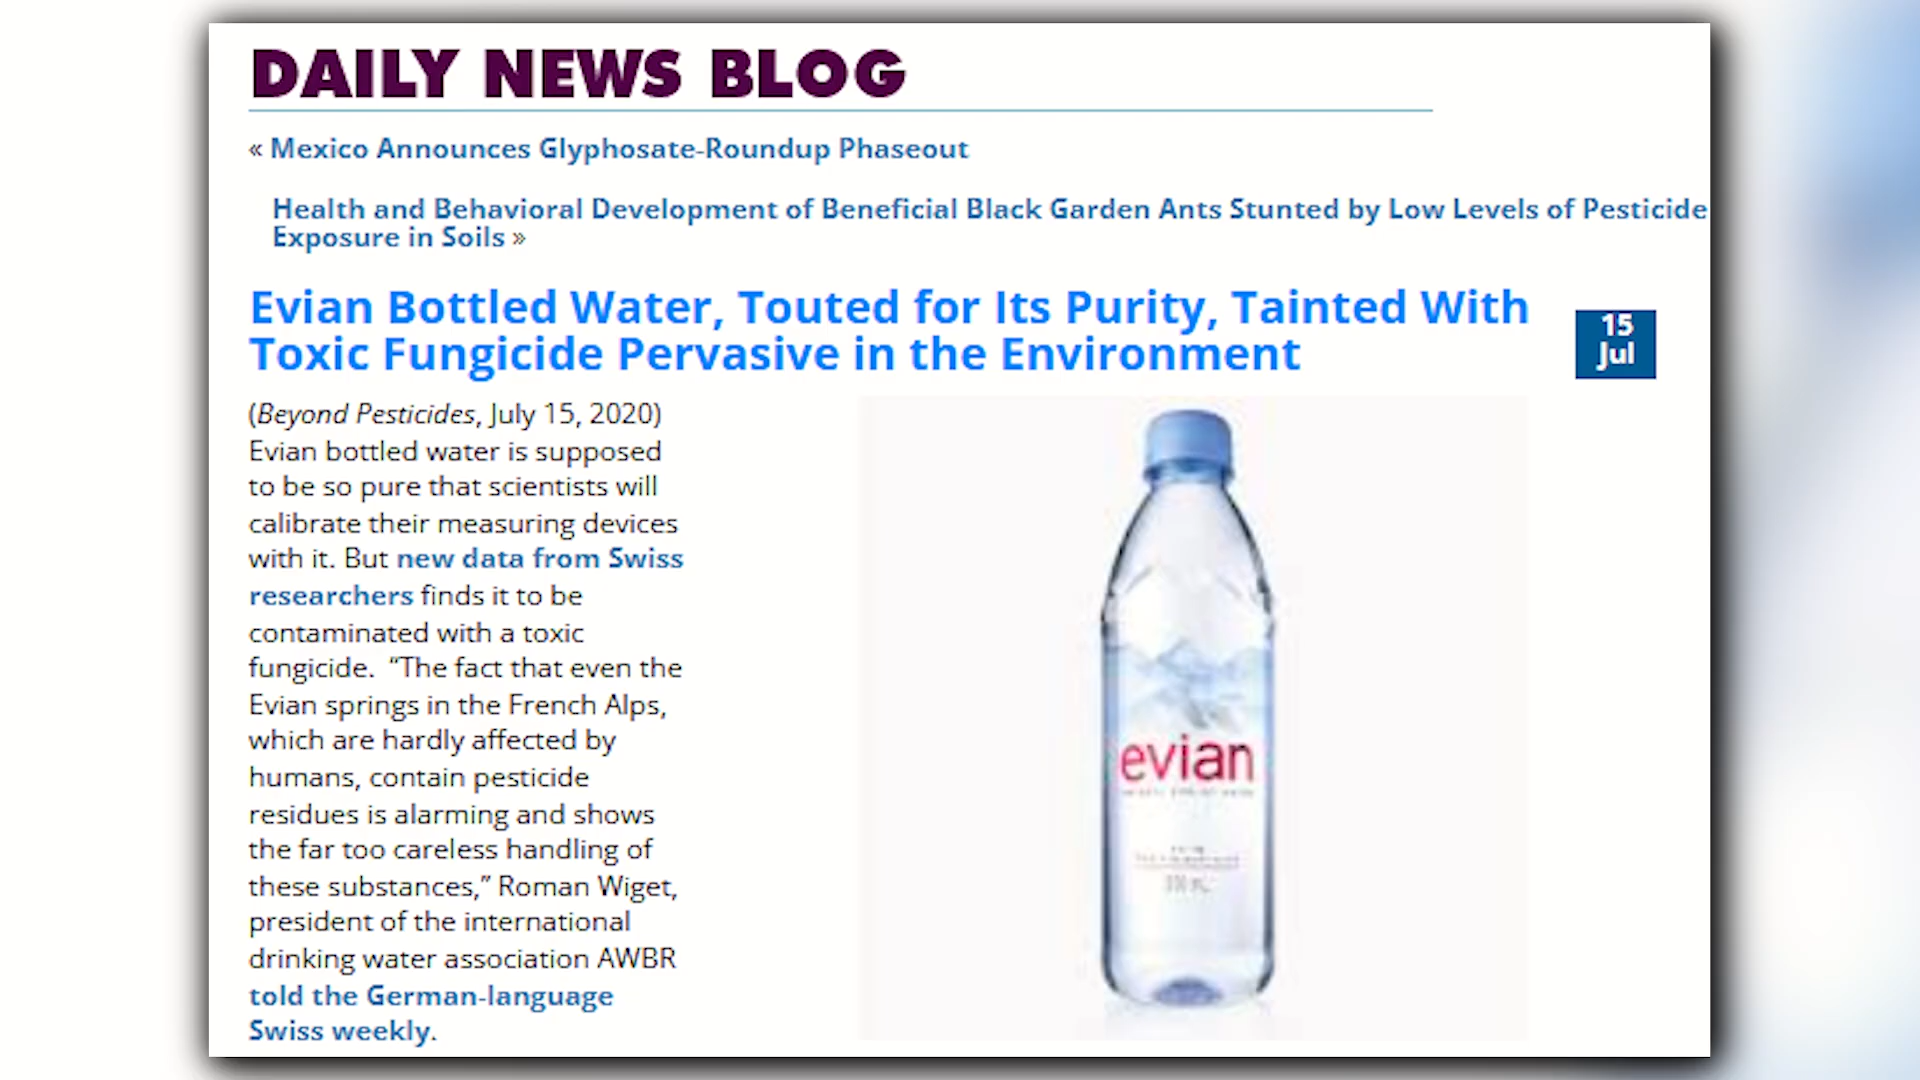 DAILY NEWS BLOG
« Mexico Announces Glyphosate-Roundup Phaseout
Health and Behavioral Development of Beneficial Black Garden Ants Stunted by Low Levels of Pesticide
Exposure in Soils »
Evian Bottled Water, Touted for Its Purity, Tainted With
Toxic Fungicide Pervasive in the Environment
15
Jul
(Beyond Pesticides, July 15, 2020)
Evian bottled water is supposed
to be so pure that scientists will
calibrate their measuring devices
with it. But new data from Swiss
researchers finds it to be
contaminated with a toxic
fungicide.  “The fact that even the
Evian springs in the French Alps,
which are hardly affected by
humans, contain pesticide
residues is alarming and shows
the far too careless handling of
these substances,” Roman Wiget,
president of the international
drinking water association AWBR
told the German-language
Swiss weekly.
evian